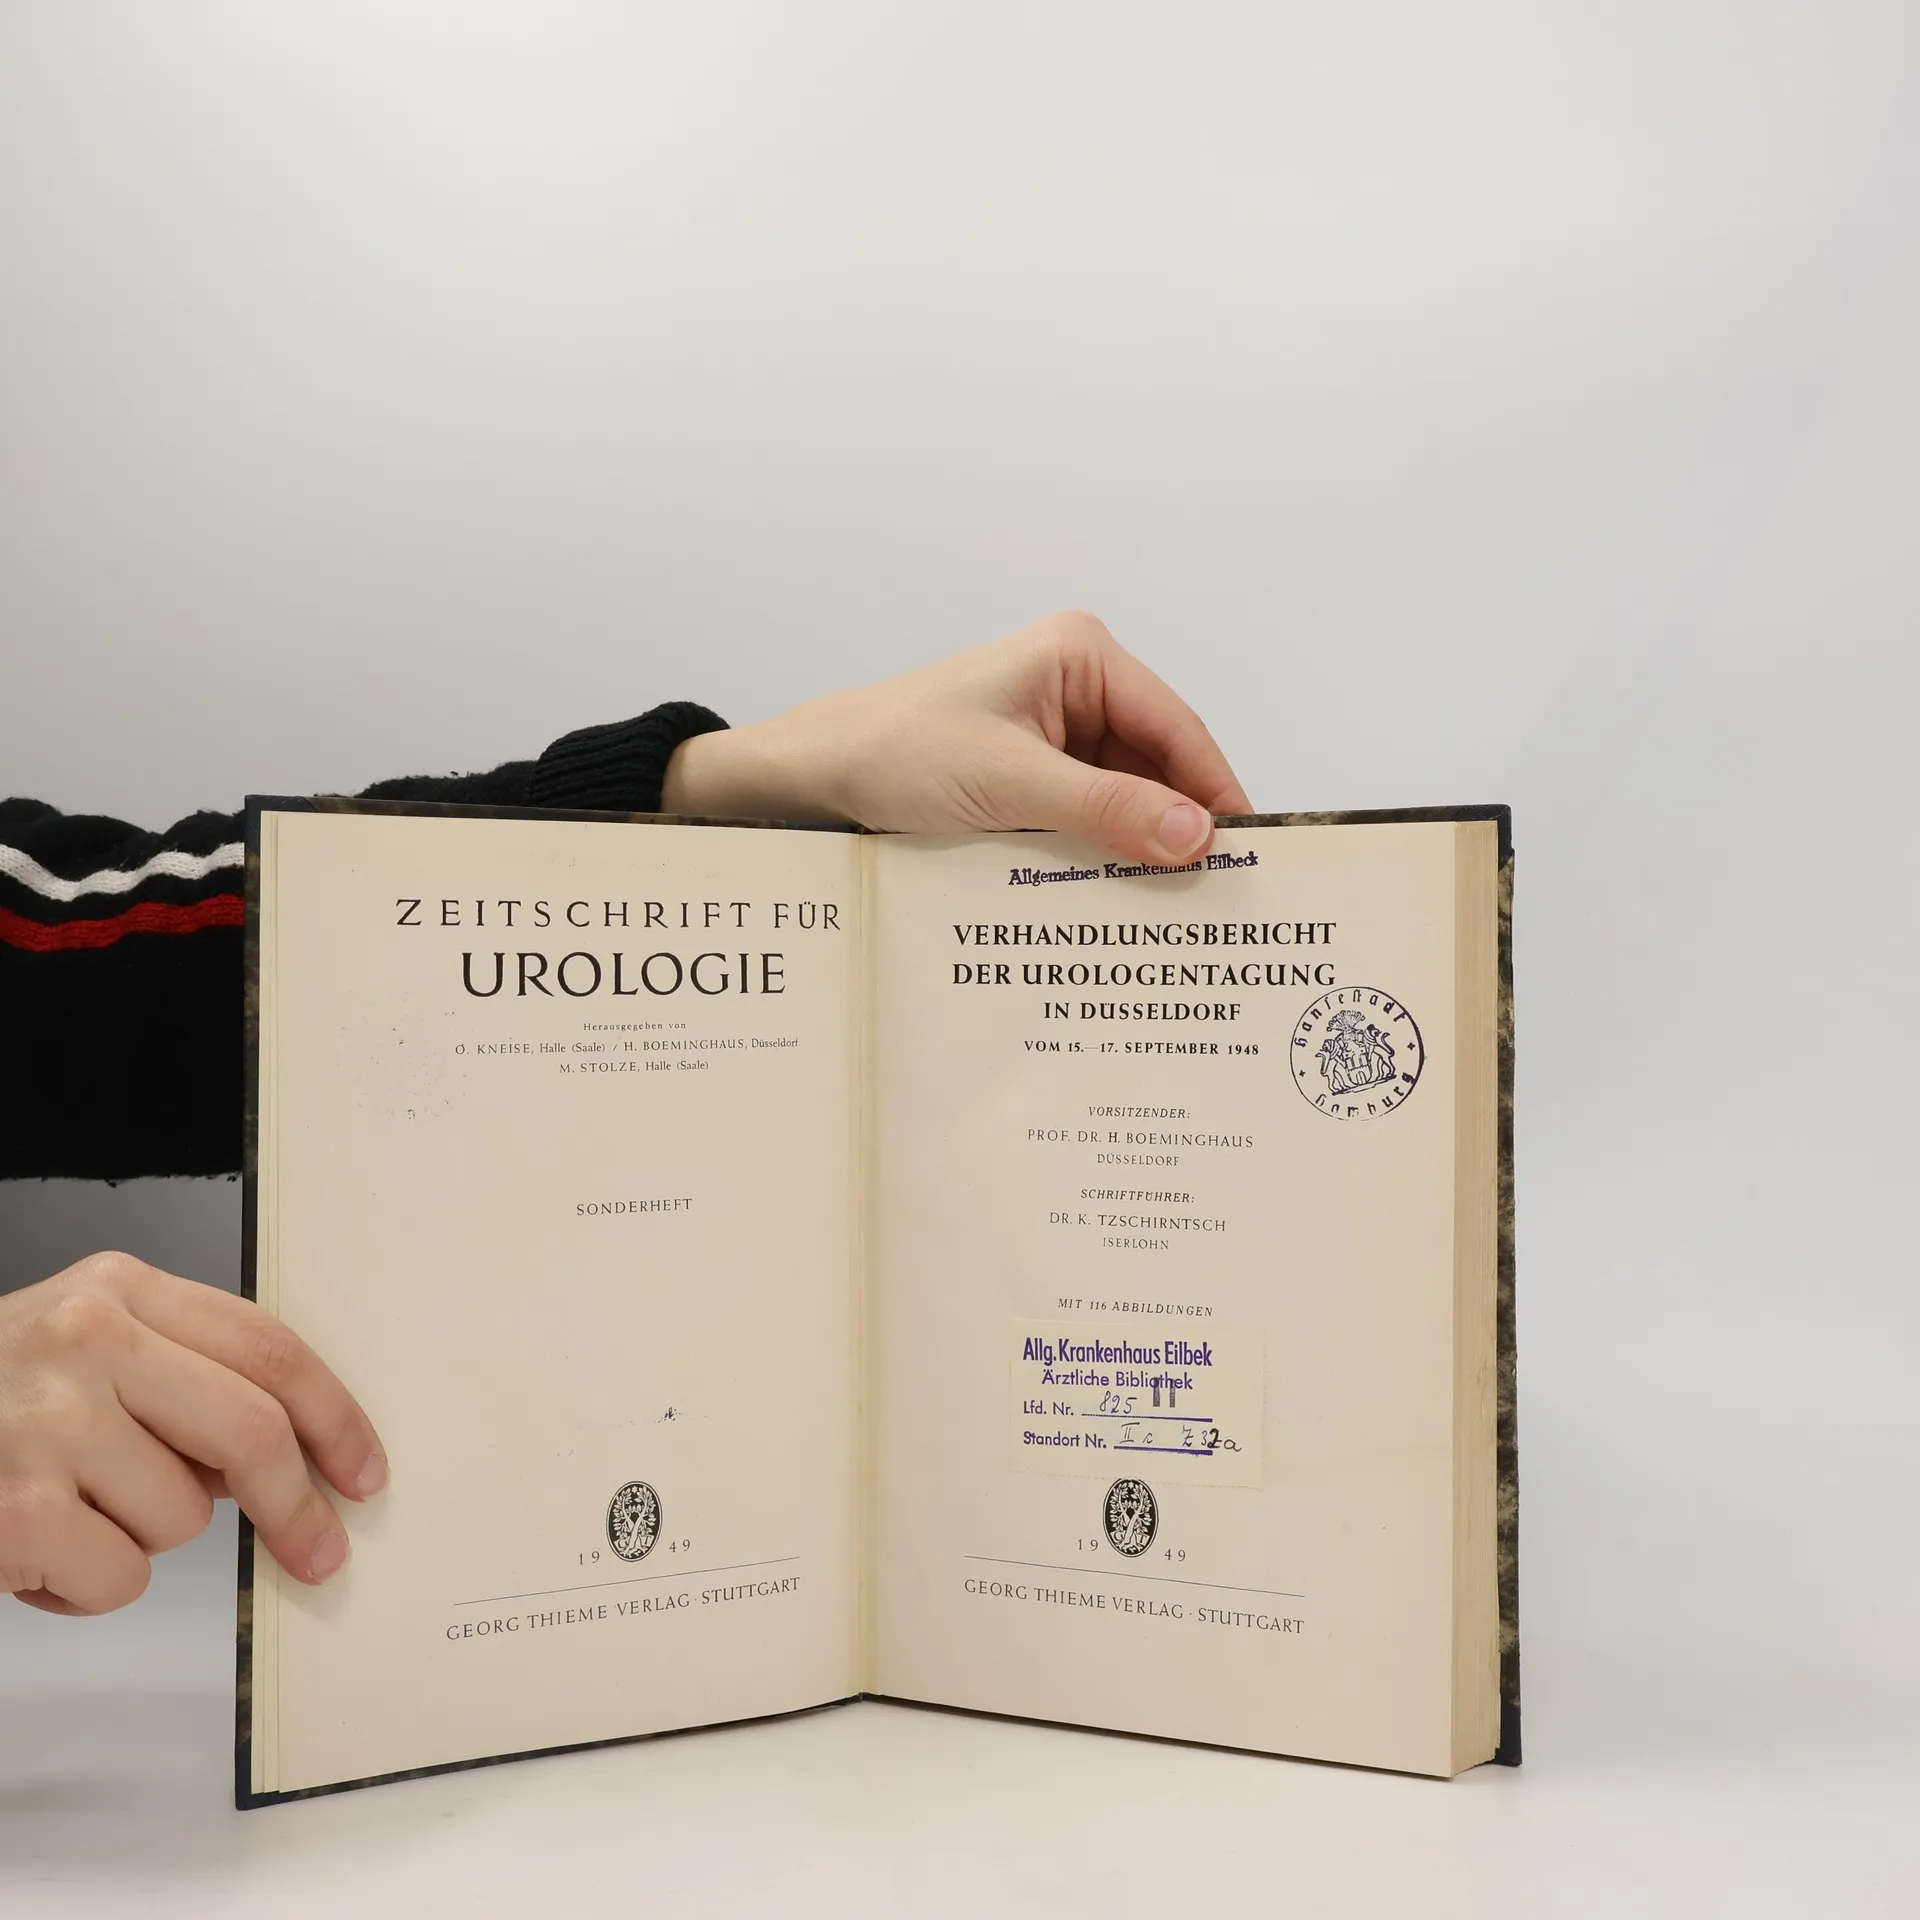 ZEITSCHRIFT FÜR
UROLOGIE
Herausgegeben von
O. KNEISE, Halle (Saale) / H. BOEMINGHAUS, Düsseldorf
M. STOLZE, Halle (Saale)
SONDERHEFT
19 49
GEORG THIEME VERLAG · STUTTGART
Allgemeines Krankenhaus Eilbeck
VERHANDLUNGSBERICHT
DER UROLOGENTAGUNG
IN DÜSSELDORF
VOM 15.—17. SEPTEMBER 1948
Hansestadt
Hamburg
VORSITZENDER:
PROF. DR. H. BOEMINGHAUS
DÜSSELDORF
SCHRIFTFÜHRER:
DR. K. TZSCHIRNTSCH
ISERLOHN
MIT 116 ABBILDUNGEN
Allg. Krankenhaus Eilbek
Ärztliche Bibliothek
Lfd. Nr. 825 II
Standort Nr. II c Z 32a
19 49
GEORG THIEME VERLAG · STUTTGART